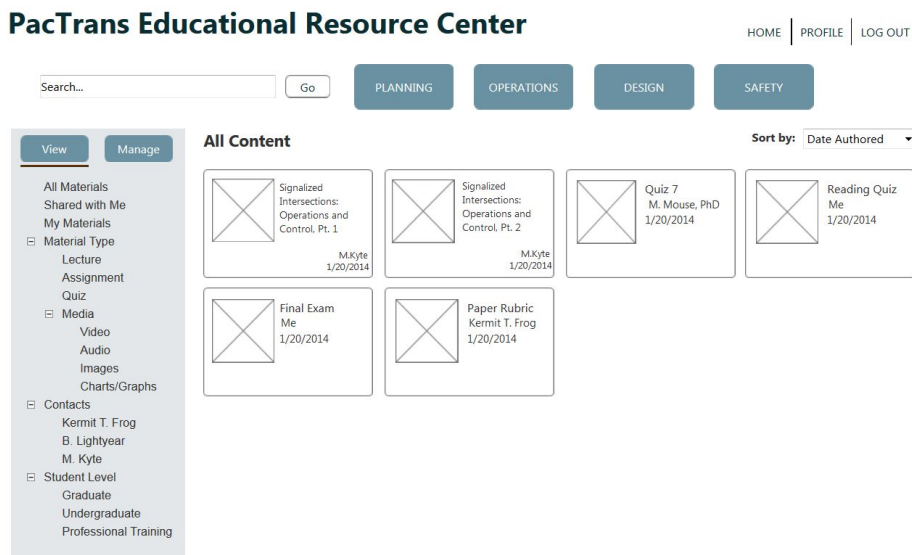 PacTrans Educational Resource Center
HOME
PROFILE
LOG OUT
Search...
Go
PLANNING
OPERATIONS
DESIGN
SAFETY
View
Manage
All Materials
Shared with Me
My Materials
Material Type
Lecture
Assignment
Quiz
Media
Video
Audio
Images
Charts/Graphs
Contacts
Kermit T. Frog
B. Lightyear
M. Kyte
Student Level
Graduate
Undergraduate
Professional Training
All Content
Sort by:
Date Authored
Signalized
Intersections:
Operations and
Control, Pt. 1
M.Kyte
1/20/2014
Signalized
Intersections:
Operations and
Control, Pt. 2
M.Kyte
1/20/2014
Quiz 7
M. Mouse, PhD
1/20/2014
Reading Quiz
Me
1/20/2014
Final Exam
Me
1/20/2014
Paper Rubric
Kermit T. Frog
1/20/2014